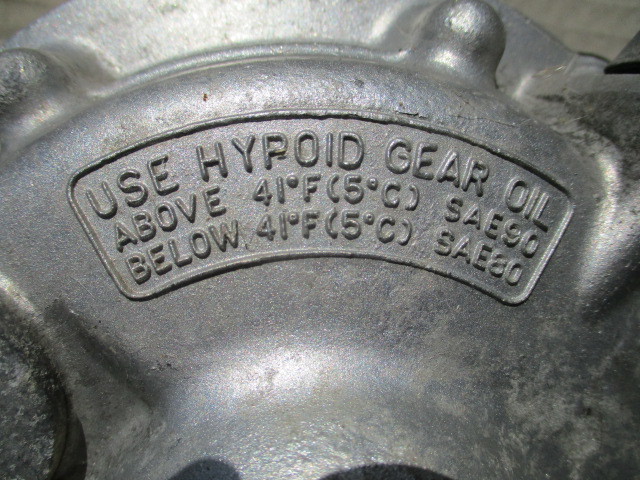 USE HYPOID GEAR OIL
ABOVE 41°F(5°C) SAE90
BELOW 41°F(5°C) SAE80